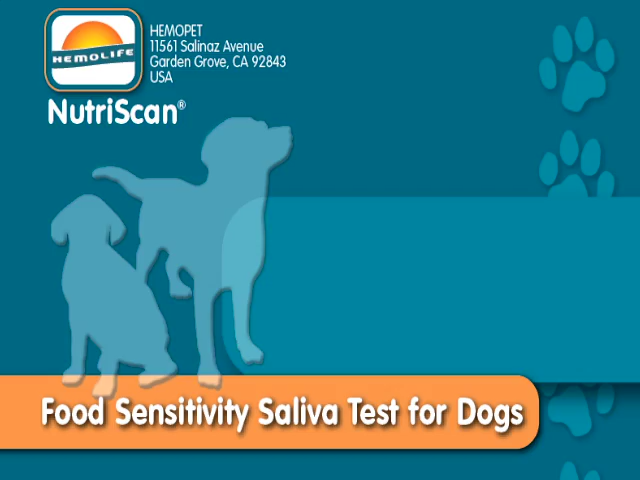 HEMOLIFE
HEMOPET
11561 Salinaz Avenue
Garden Grove, CA 92843
USA
NutriScan®
Food Sensitivity Saliva Test for Dogs